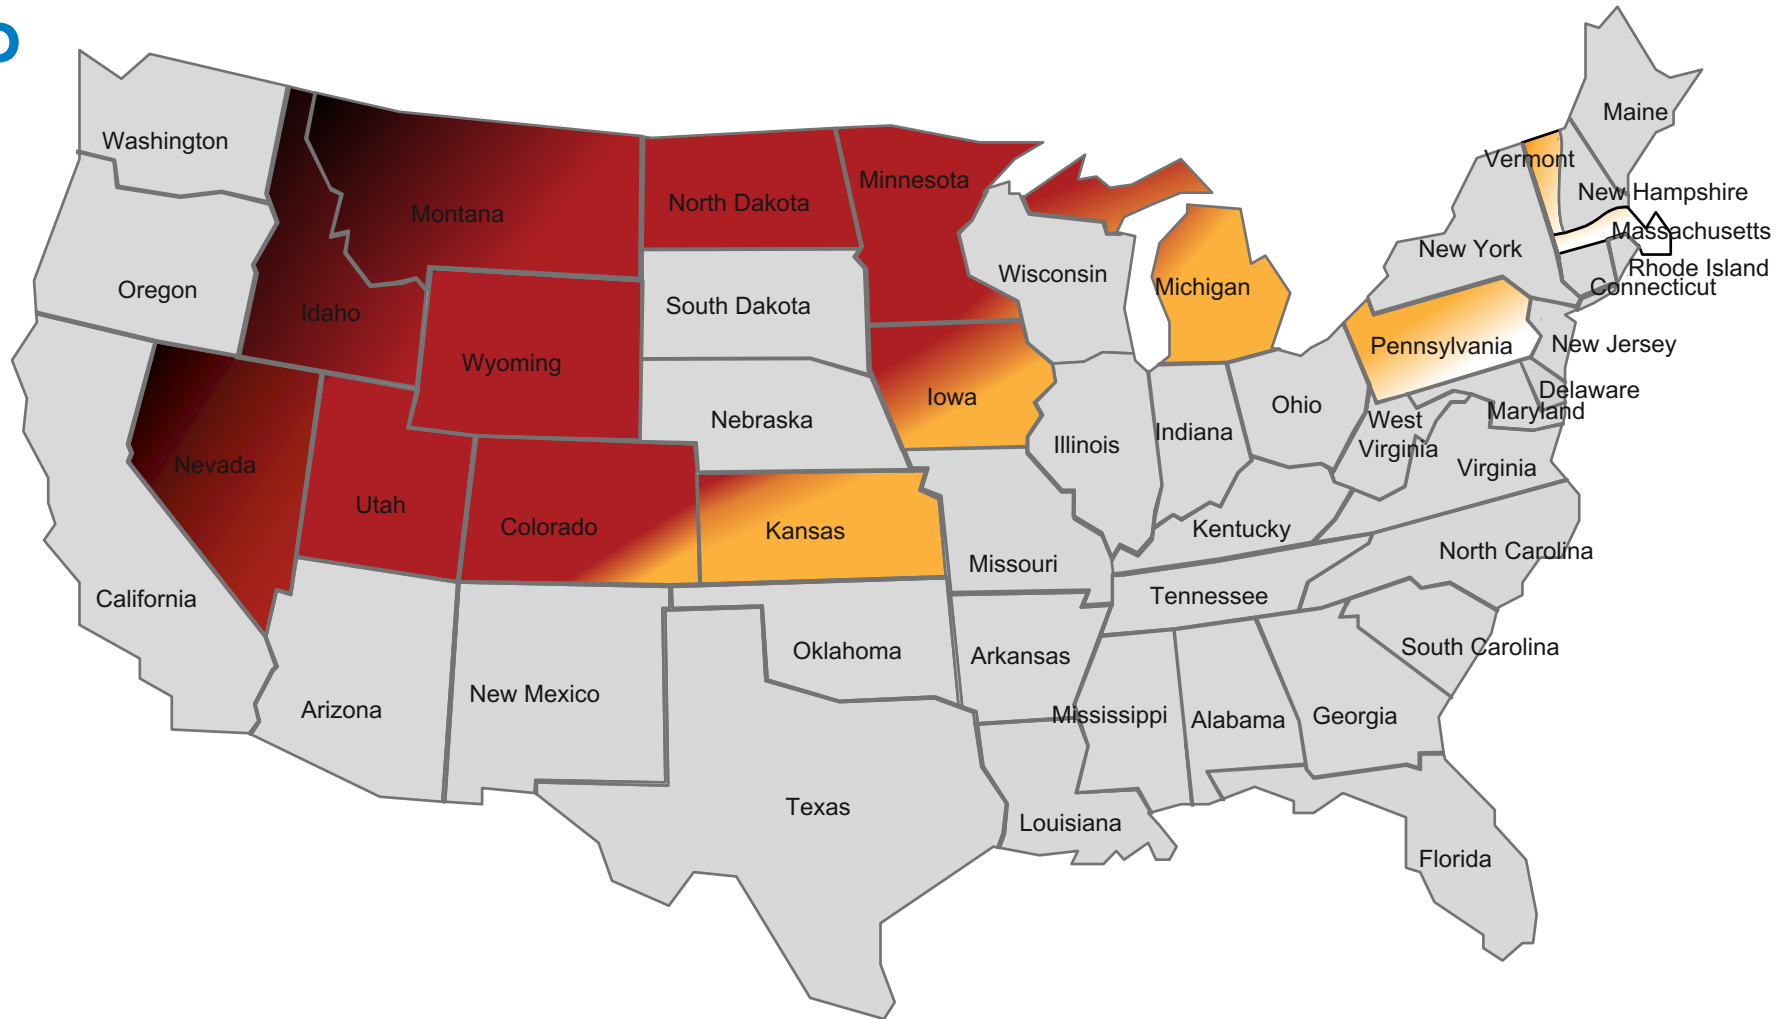 Washington
Oregon
California
Nevada
Idaho
Montana
Wyoming
Utah
Colorado
Arizona
New Mexico
North Dakota
South Dakota
Nebraska
Kansas
Oklahoma
Texas
Minnesota
Iowa
Missouri
Arkansas
Louisiana
Wisconsin
Illinois
Michigan
Indiana
Ohio
Kentucky
Tennessee
Mississippi
Alabama
Georgia
Florida
South Carolina
North Carolina
Virginia
West
Virginia
Maryland
Delaware
Pennsylvania
New Jersey
New York
Connecticut
Rhode Island
Massachusetts
Vermont
New Hampshire
Maine